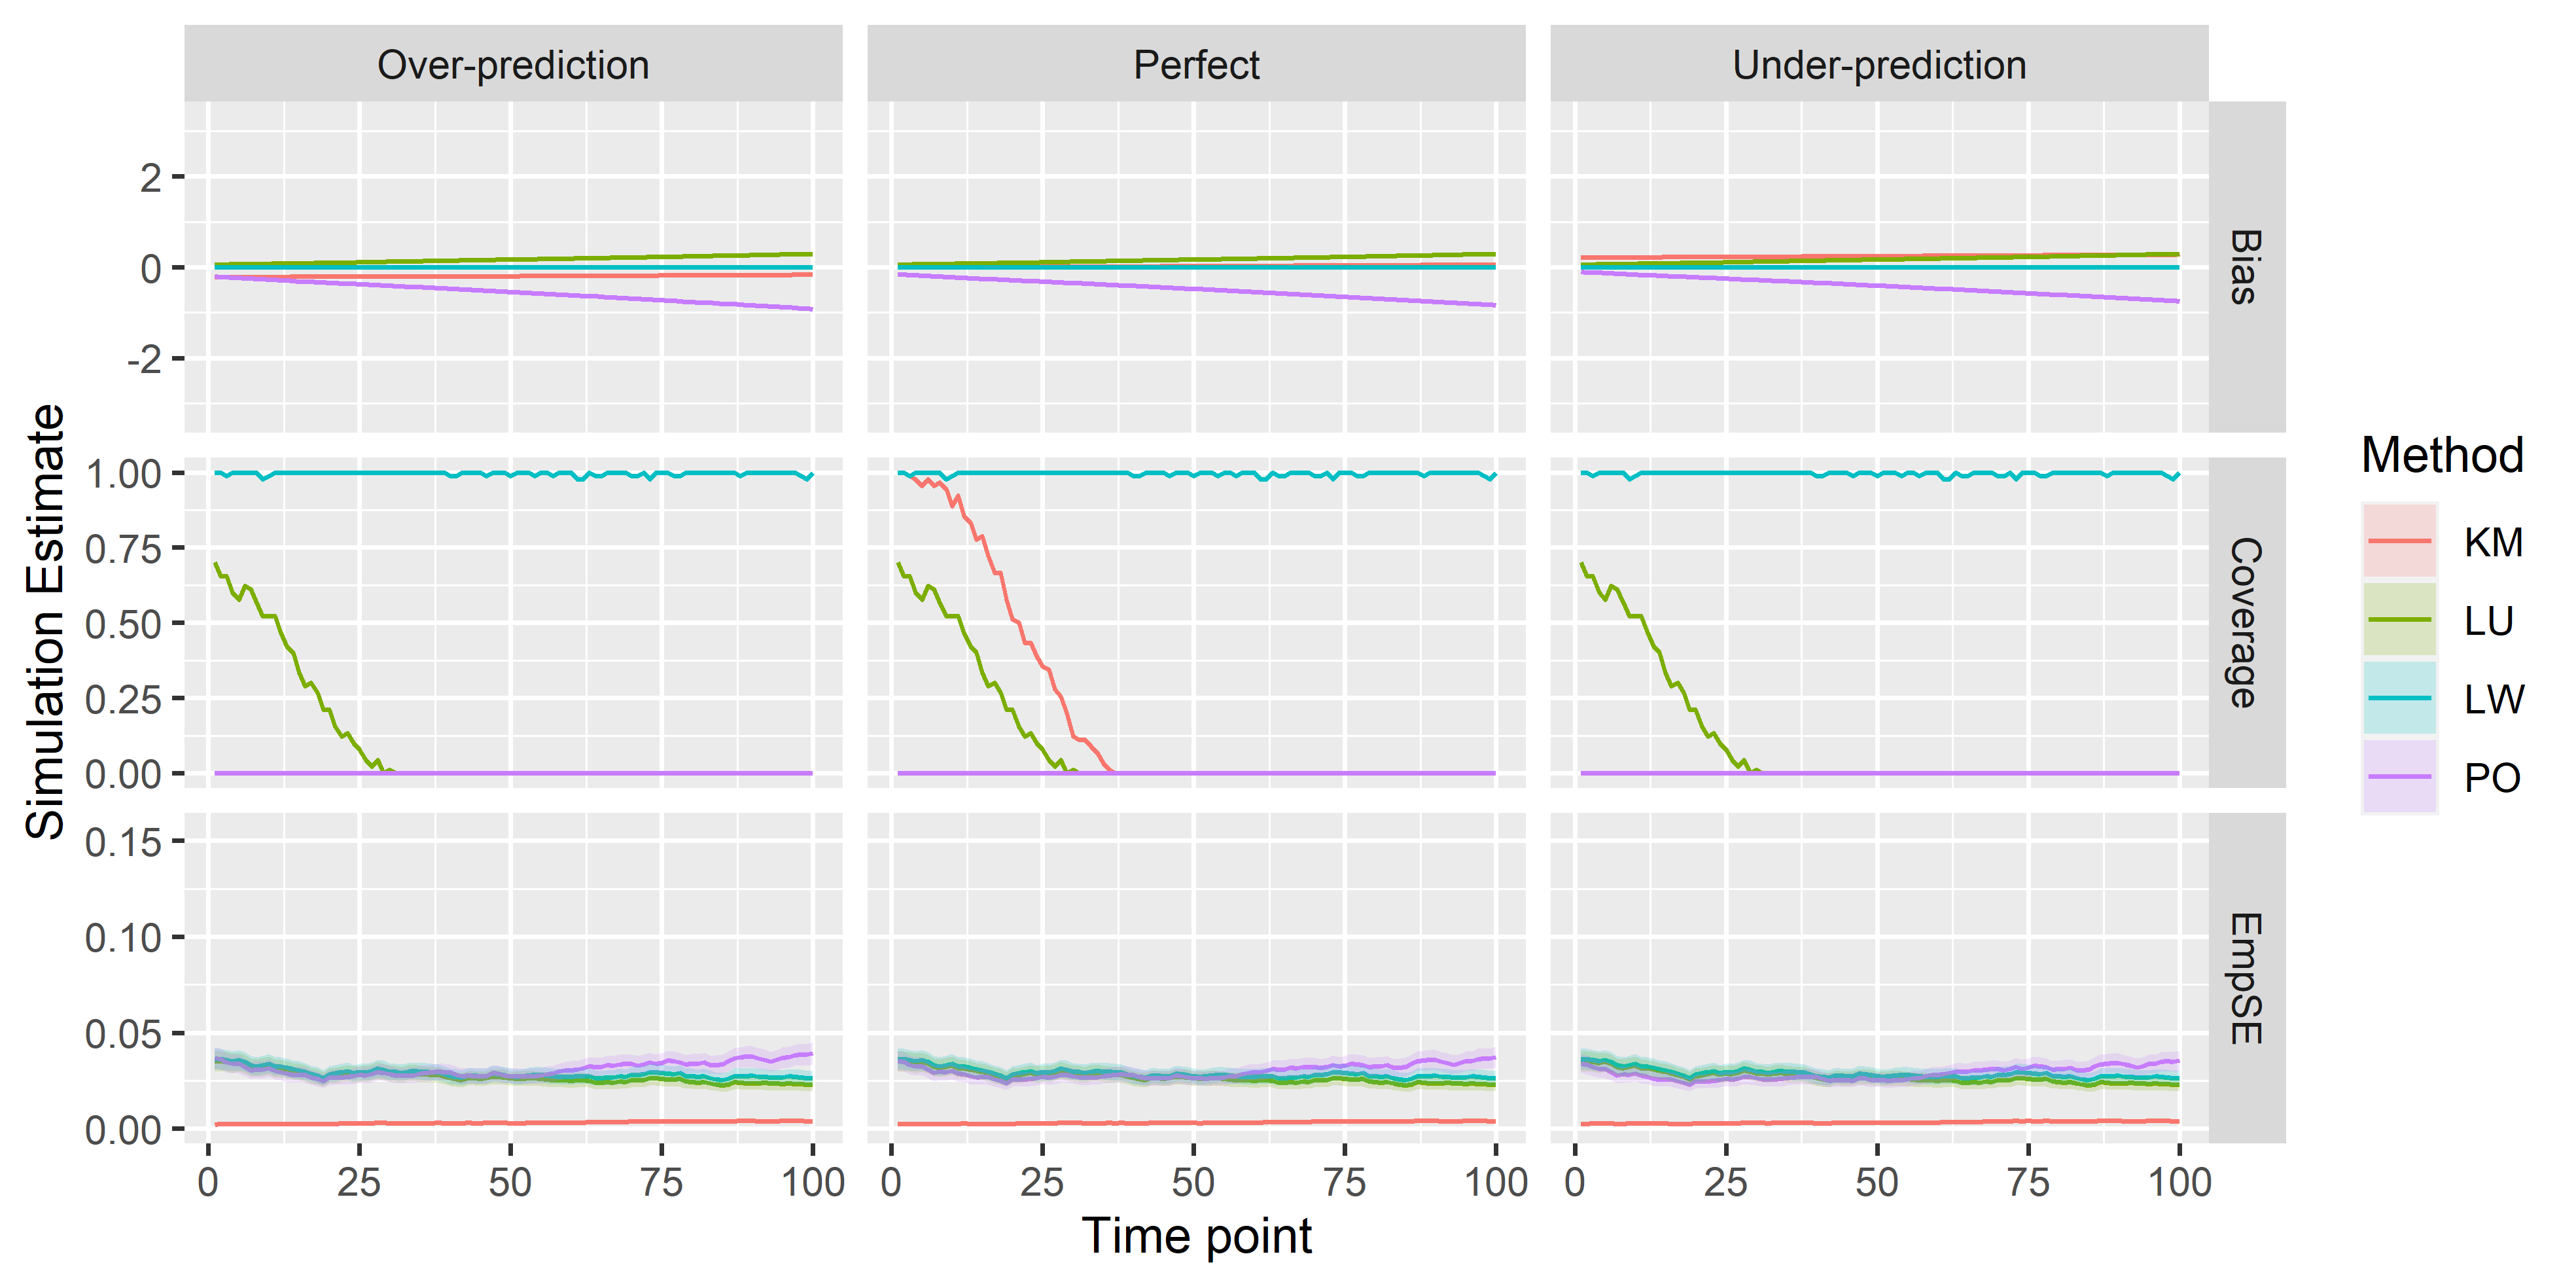 Over-prediction
Perfect
Under-prediction
Simulation Estimate
2
0
-2
Bias
1.00
0.75
0.50
0.25
0.00
Coverage
0.15
0.10
0.05
0.00
EmpSE
0 25 50 75 100
0 25 50 75 100
0 25 50 75 100
Time point
Method
KM
LU
LW
PO